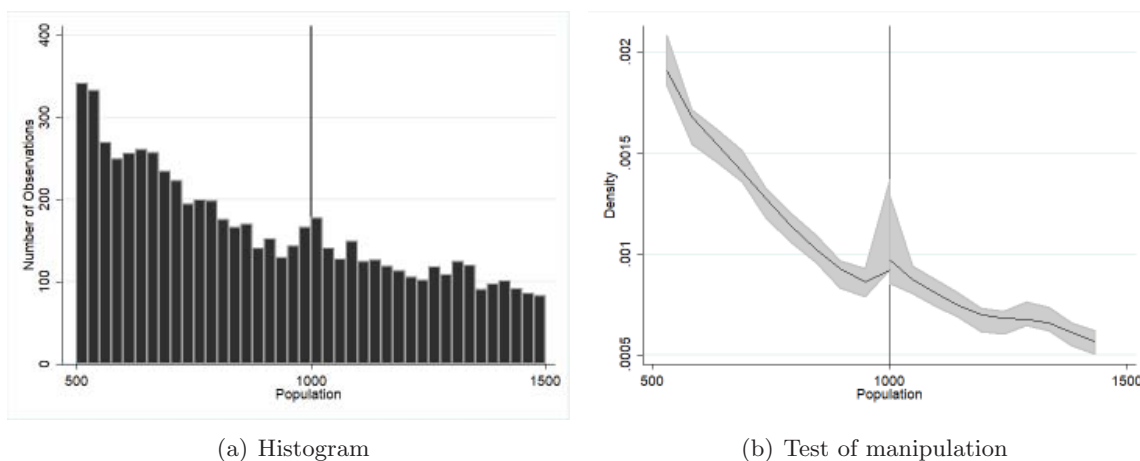 400
300
200
100
0
Number of Observations
500
1000
1500
Population
(a) Histogram
.002
.0015
.001
.0005
Density
500
1000
1500
Population
(b) Test of manipulation